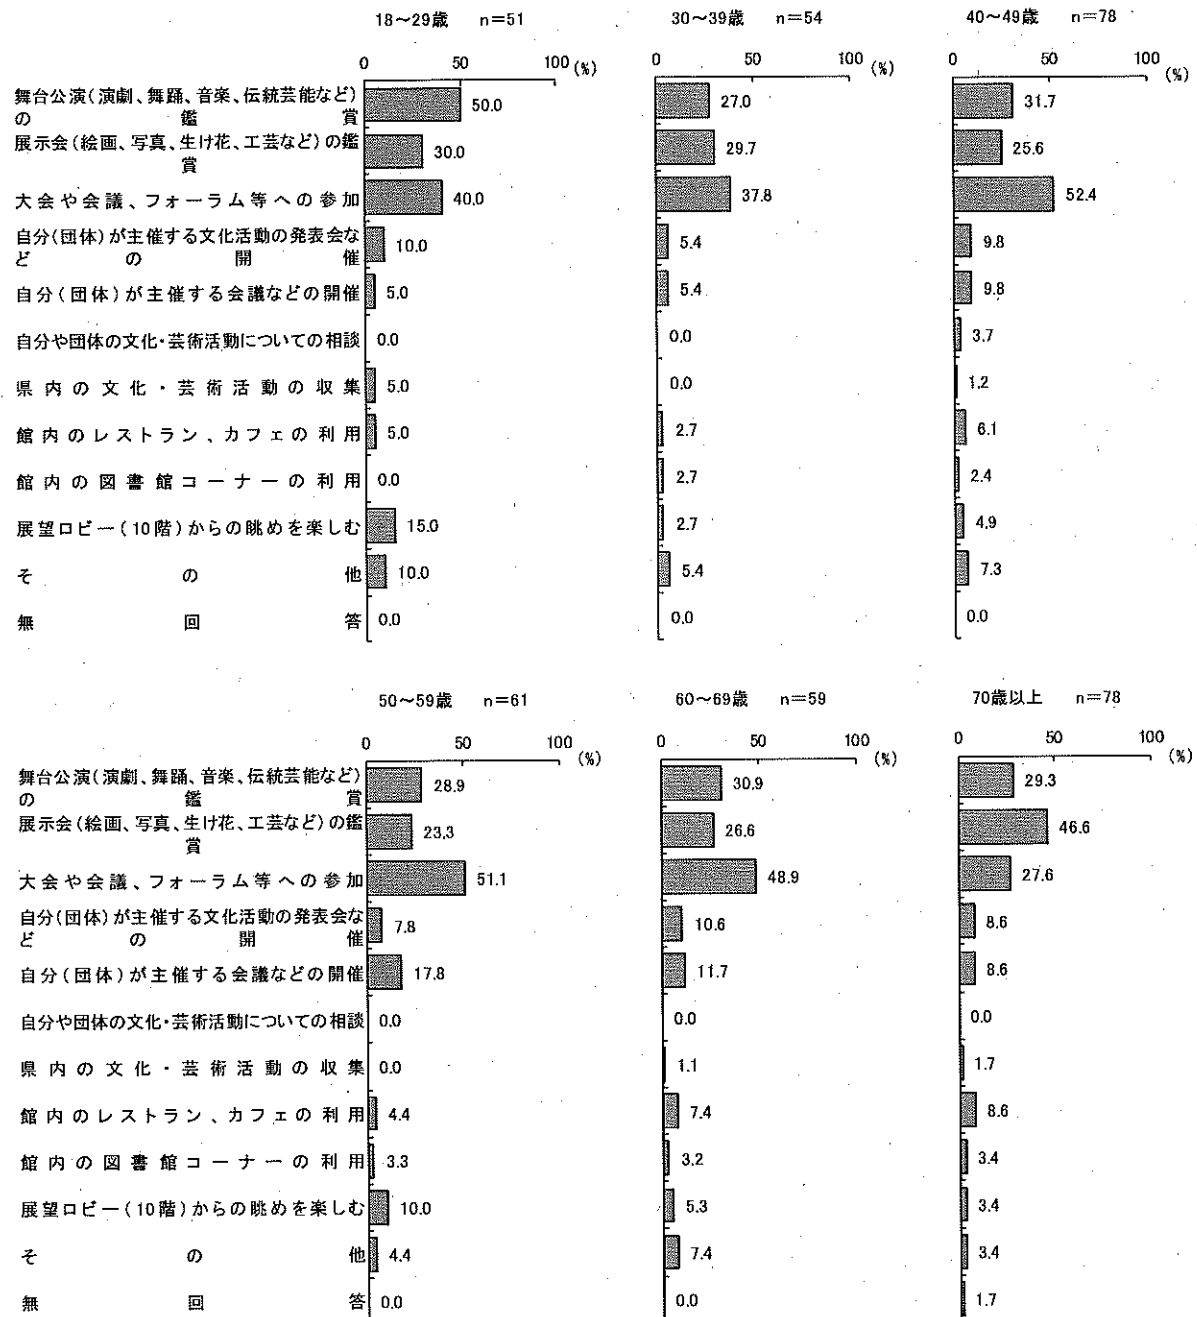 18～29歳 n＝51 30～39歳 n＝54 40～49歳 n＝78
0 50 100 (%) 0 50 100 (%) 0 50 100 (%)
舞台公演(演劇、舞踊、音楽、伝統芸能など)の鑑賞 50.0 27.0 31.7
展示会(絵画、写真、生け花、工芸など)の鑑賞 30.0 29.7 25.6
大会や会議、フォーラム等への参加 40.0 37.8 52.4
自分(団体)が主催する文化活動の発表会などの開催 10.0 5.4 9.8
自分(団体)が主催する会議などの開催 5.0 5.4 9.8
自分や団体の文化・芸術活動についての相談 0.0 0.0 3.7
県内の文化・芸術活動の収集 5.0 0.0 1.2
館内のレストラン、カフェの利用 5.0 2.7 6.1
館内の図書館コーナーの利用 0.0 2.7 2.4
展望ロビー(10階)からの眺めを楽しむ 15.0 2.7 4.9
その他 10.0 5.4 7.3
無回答 0.0 0.0 0.0
50～59歳 n＝61 60～69歳 n＝59 70歳以上 n＝78
0 50 100 (%) 0 50 100 (%) 0 50 100 (%)
舞台公演(演劇、舞踊、音楽、伝統芸能など)の鑑賞 28.9 30.9 29.3
展示会(絵画、写真、生け花、工芸など)の鑑賞 23.3 26.6 46.6
大会や会議、フォーラム等への参加 51.1 48.9 27.6
自分(団体)が主催する文化活動の発表会などの開催 7.8 10.6 8.6
自分(団体)が主催する会議などの開催 17.8 11.7 8.6
自分や団体の文化・芸術活動についての相談 0.0 0.0 0.0
県内の文化・芸術活動の収集 0.0 1.1 1.7
館内のレストラン、カフェの利用 4.4 7.4 8.6
館内の図書館コーナーの利用 3.3 3.2 3.4
展望ロビー(10階)からの眺めを楽しむ 10.0 5.3 3.4
その他 4.4 7.4 3.4
無回答 0.0 0.0 1.7